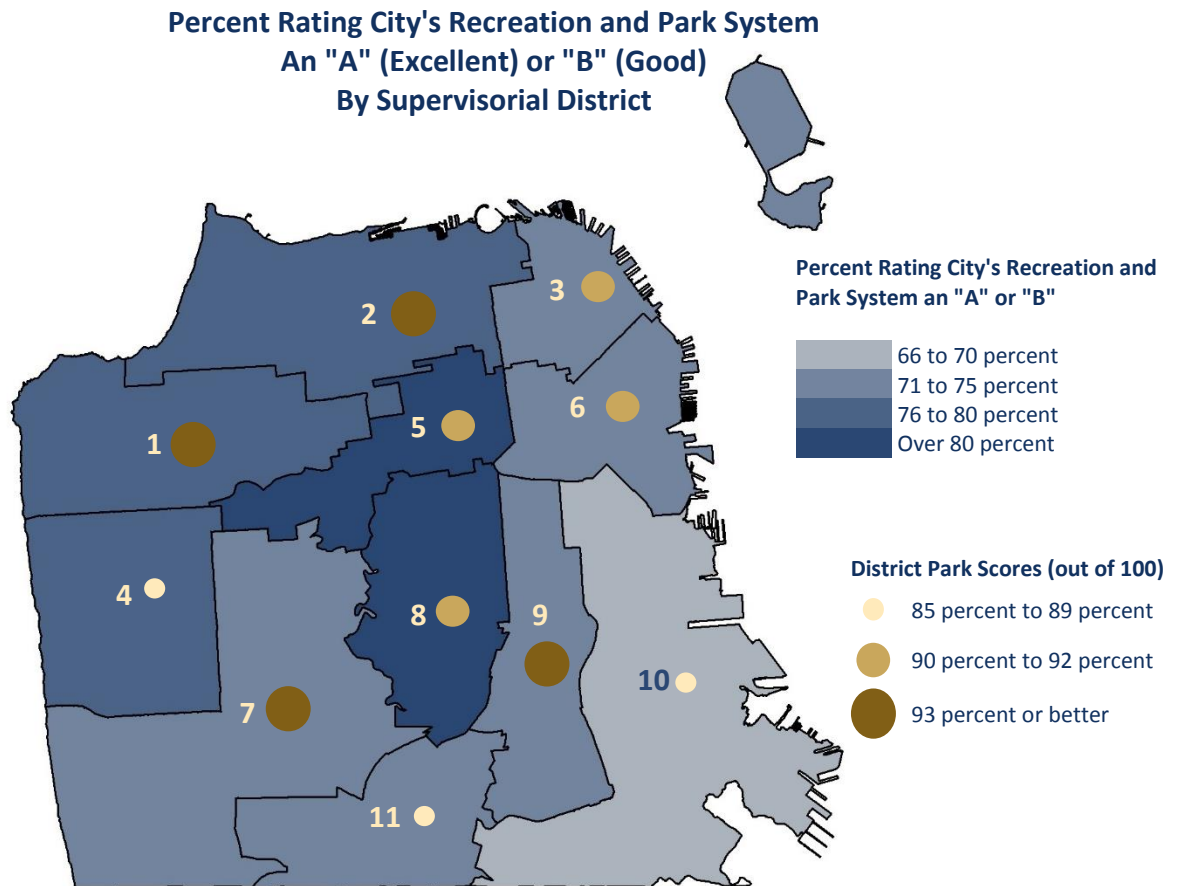 Percent Rating City's Recreation and Park System
An "A" (Excellent) or "B" (Good)
By Supervisorial District
Percent Rating City's Recreation and
Park System an "A" or "B"
66 to 70 percent
71 to 75 percent
76 to 80 percent
Over 80 percent
3
2
6
5
1
4
8
9
10
7
11
District Park Scores (out of 100)
85 percent to 89 percent
90 percent to 92 percent
93 percent or better